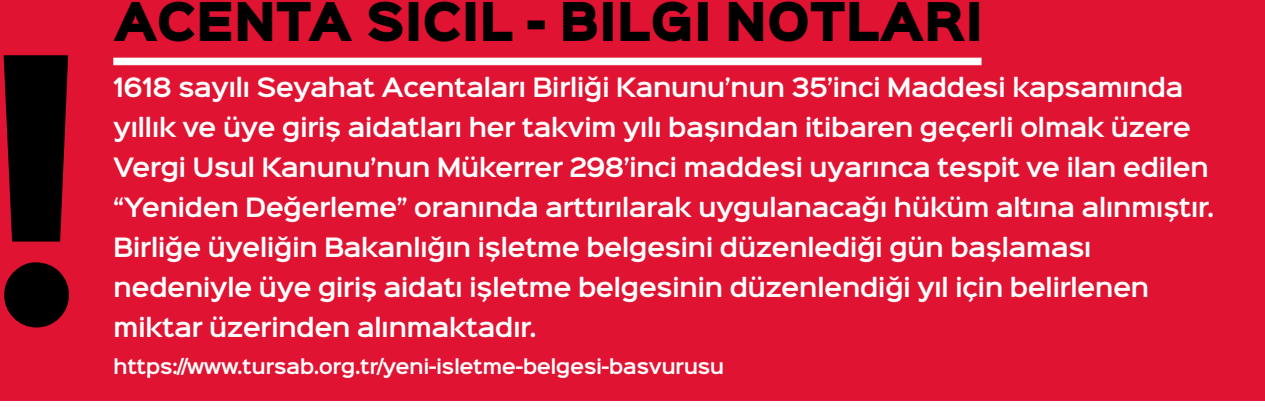 ACENTA SİCİL - BİLGİ NOTLARI
1618 sayılı Seyahat Acentaları Birliği Kanunu’nun 35’inci Maddesi kapsamında
yıllık ve üye giriş aidatları her takvim yılı başından itibaren geçerli olmak üzere
Vergi Usul Kanunu’nun Mükerrer 298’inci maddesi uyarınca tespit ve ilan edilen
“Yeniden Değerleme” oranında arttırılarak uygulanacağı hüküm altına alınmıştır.
Birliğe üyeliğin Bakanlığın işletme belgesini düzenlediği gün başlaması
nedeniyle üye giriş aidatı işletme belgesinin düzenlendiği yıl için belirlenen
miktar üzerinden alınmaktadır.
https://www.tursab.org.tr/yeni-isletme-belgesi-basvurusu